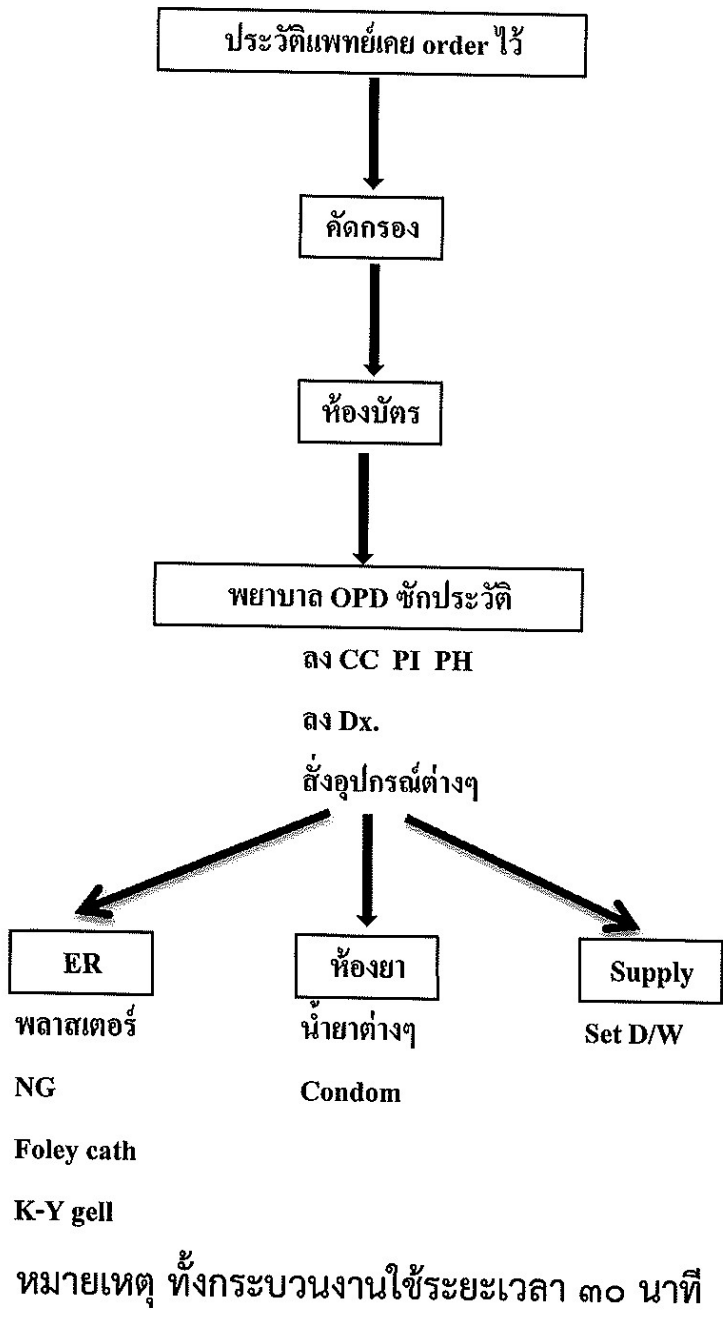 ประวัติแพทย์เคย order ไว้
คัดกรอง
ห้องบัตร
พยาบาล OPD ซักประวัติ
ลง CC PI PH
ลง Dx.
สั่งอุปกรณ์ต่างๆ
ER
พลาสเตอร์
NG
Foley cath
K-Y gell
ห้องยา
น้ำยาต่างๆ
Condom
Supply
Set D/W
หมายเหตุ ทั้งกระบวนงานใช้ระยะเวลา ๓๐ นาที